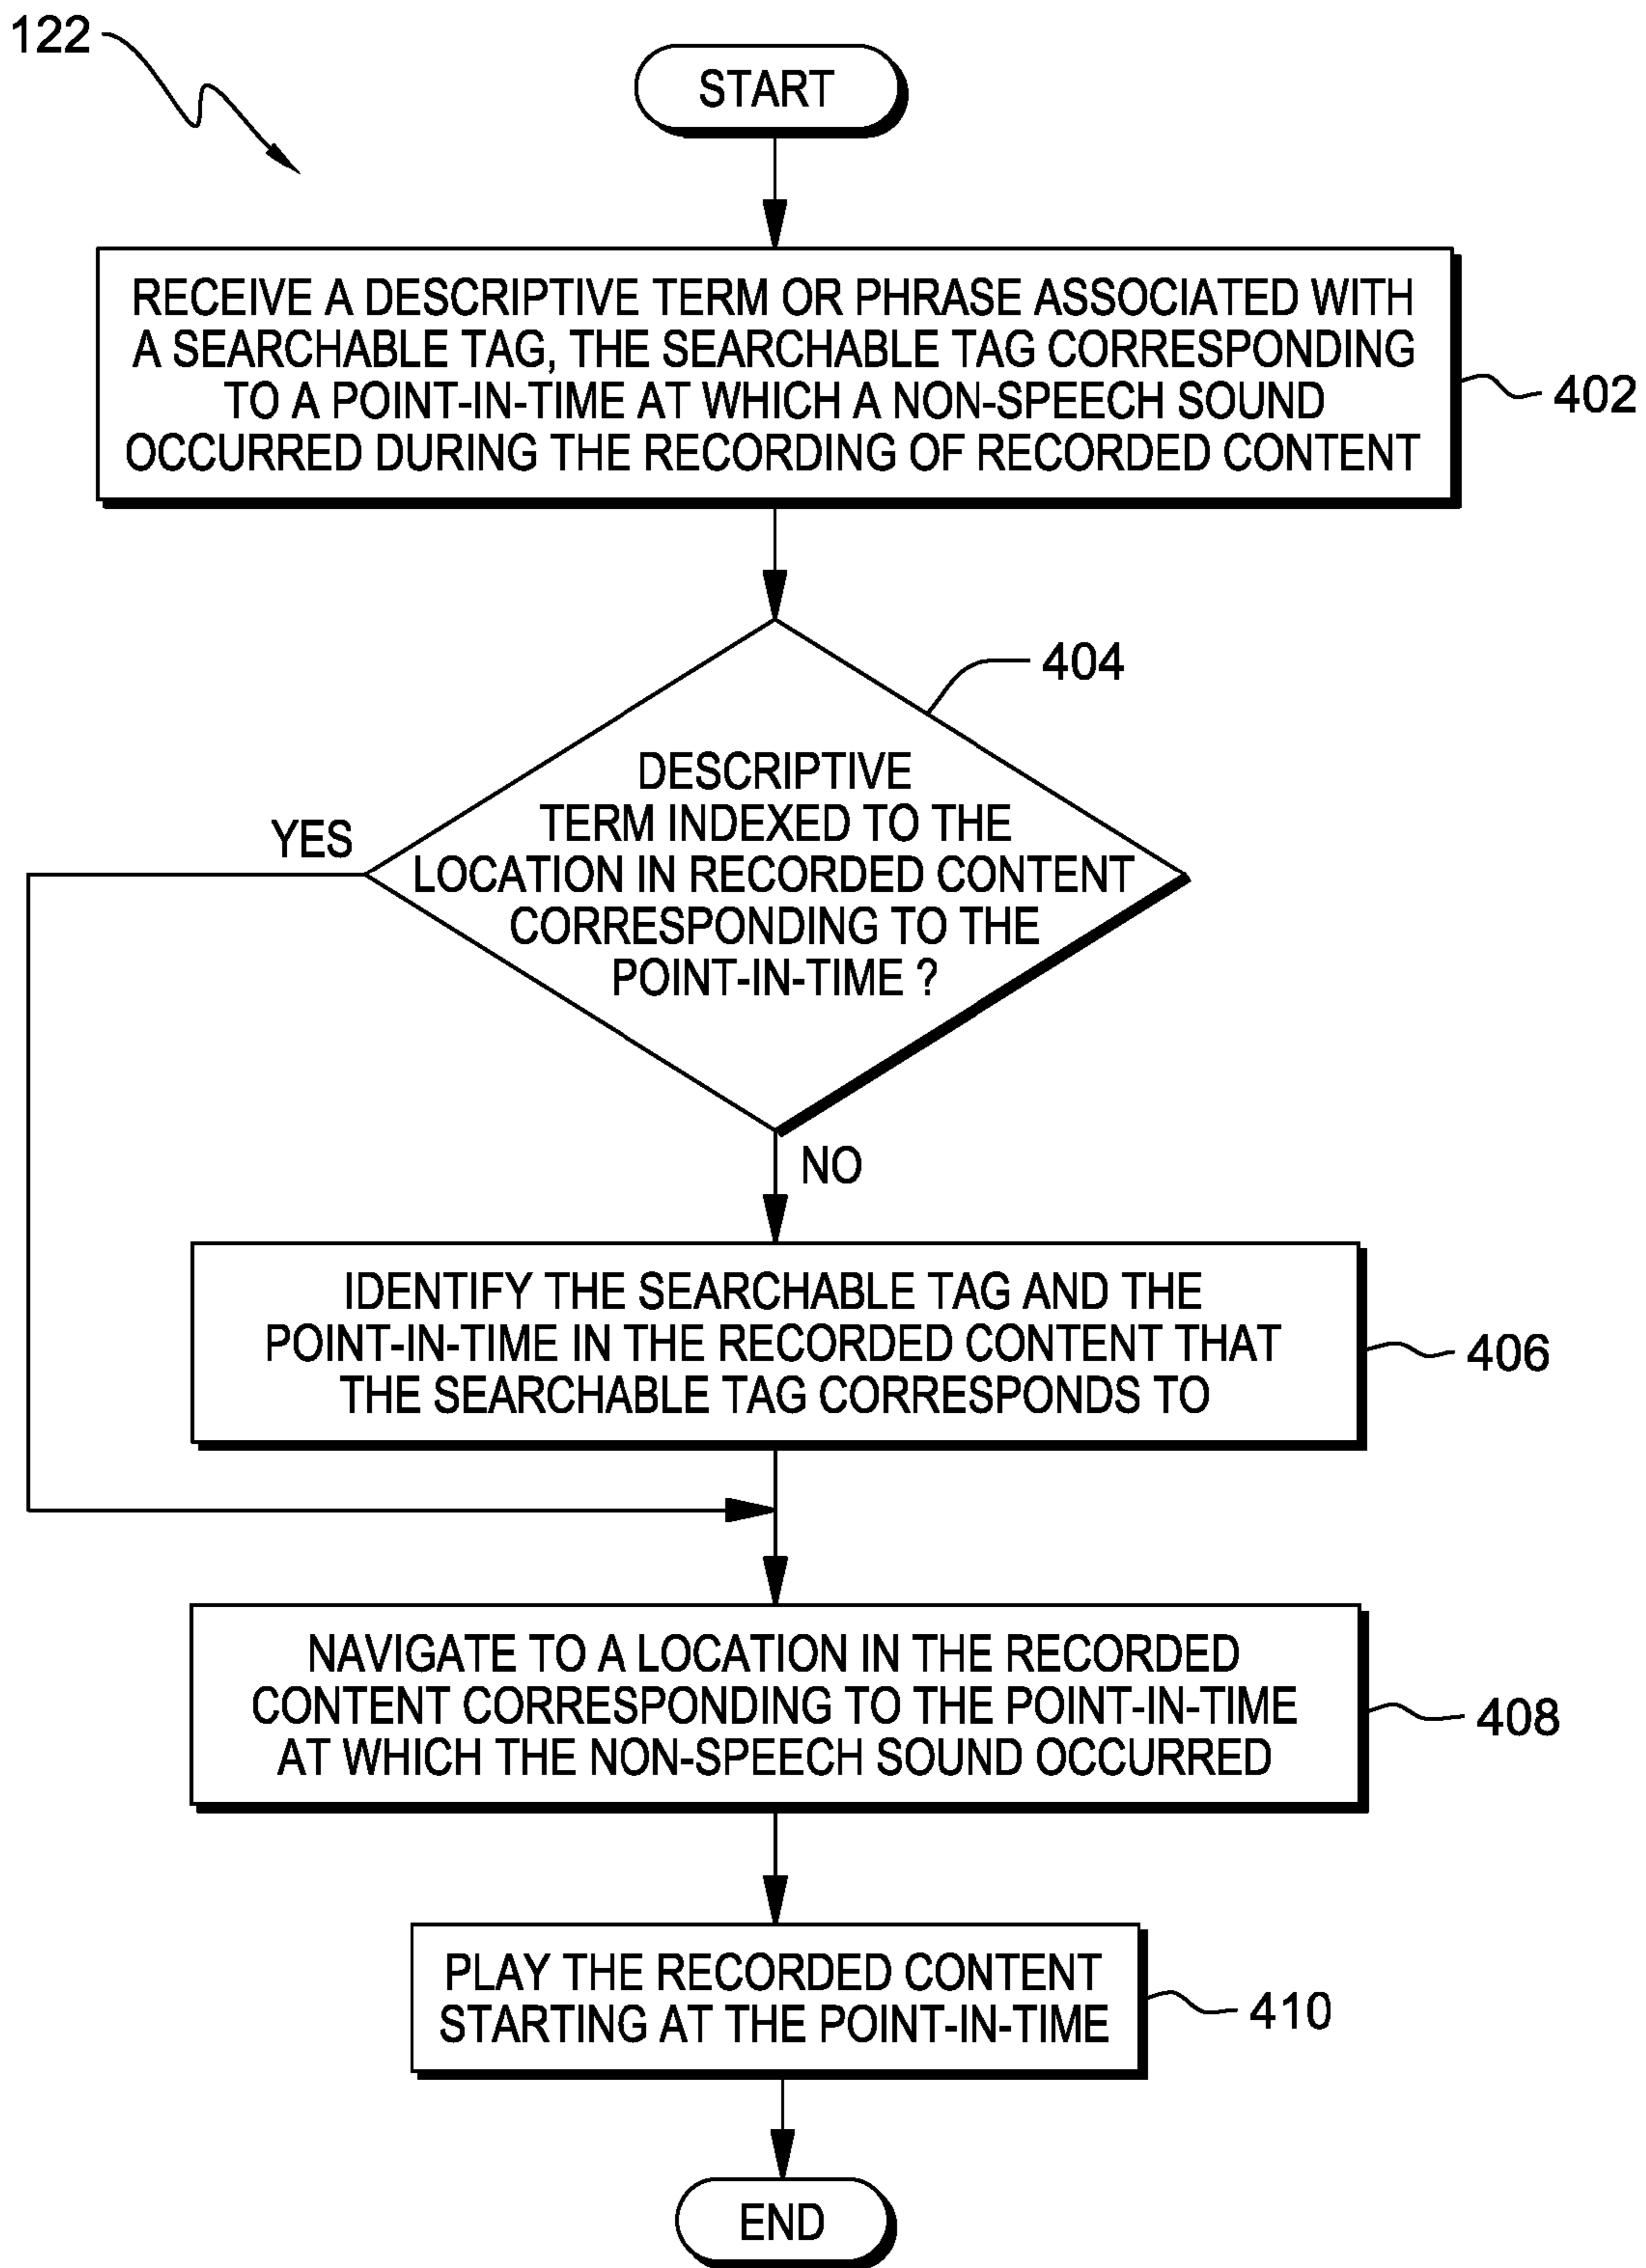 122
START
RECEIVE A DESCRIPTIVE TERM OR PHRASE ASSOCIATED WITH
A SEARCHABLE TAG, THE SEARCHABLE TAG CORRESPONDING
TO A POINT-IN-TIME AT WHICH A NON-SPEECH SOUND
OCCURRED DURING THE RECORDING OF RECORDED CONTENT
402
404
DESCRIPTIVE
TERM INDEXED TO THE
LOCATION IN RECORDED CONTENT
CORRESPONDING TO THE
POINT-IN-TIME ?
YES
NO
IDENTIFY THE SEARCHABLE TAG AND THE
POINT-IN-TIME IN THE RECORDED CONTENT THAT
THE SEARCHABLE TAG CORRESPONDS TO
406
NAVIGATE TO A LOCATION IN THE RECORDED
CONTENT CORRESPONDING TO THE POINT-IN-TIME
AT WHICH THE NON-SPEECH SOUND OCCURRED
408
PLAY THE RECORDED CONTENT
STARTING AT THE POINT-IN-TIME
410
END